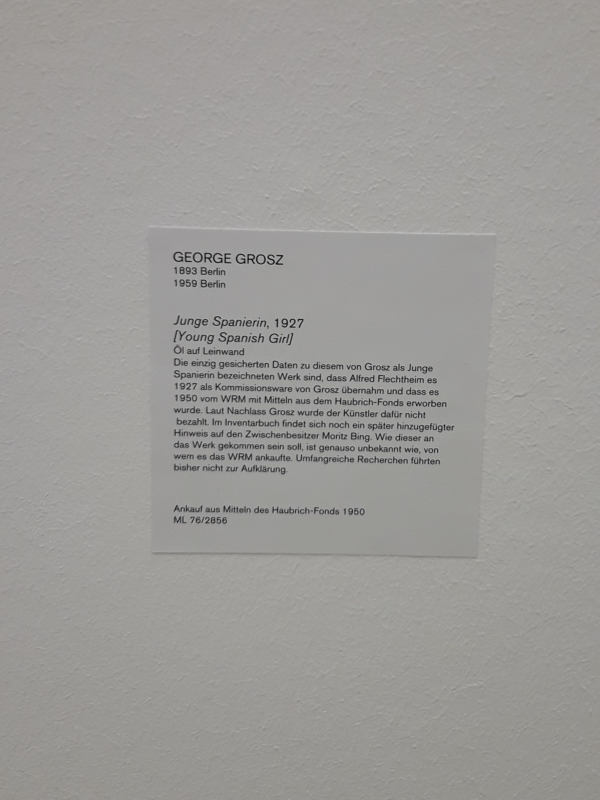 GEORGE GROSZ
1893 Berlin
1959 Berlin
Junge Spanierin, 1927
[Young Spanish Girl]
Öl auf Leinwand
Die einzig gesicherten Daten zu diesem von Grosz als Junge
Spanierin bezeichneten Werk sind, dass Alfred Flechtheim es
1927 als Kommissionsware von Grosz übernahm und dass es
1950 vom WRM mit Mitteln aus dem Haubrich-Fonds erworben
wurde. Laut Nachlass Grosz wurde der Künstler dafür nicht
bezahlt. Im Inventarbuch findet sich noch ein später hinzugefügter
Hinweis auf den Zwischenbesitzer Moritz Bing. Wie dieser an
das Werk gekommen sein soll, ist genauso unbekannt wie, von
wem es das WRM ankaufte. Umfangreiche Recherchen führten
bisher nicht zur Aufklärung.
Ankauf aus Mitteln des Haubrich-Fonds 1950
ML 76/2856